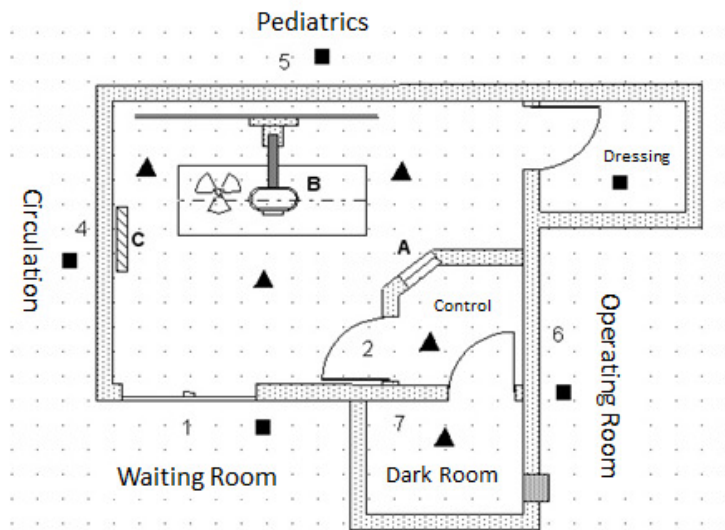 Pediatrics
5
Dressing
B
Circulation
4
C
A
Control
2
6
Operating Room
1
7
Waiting Room
Dark Room